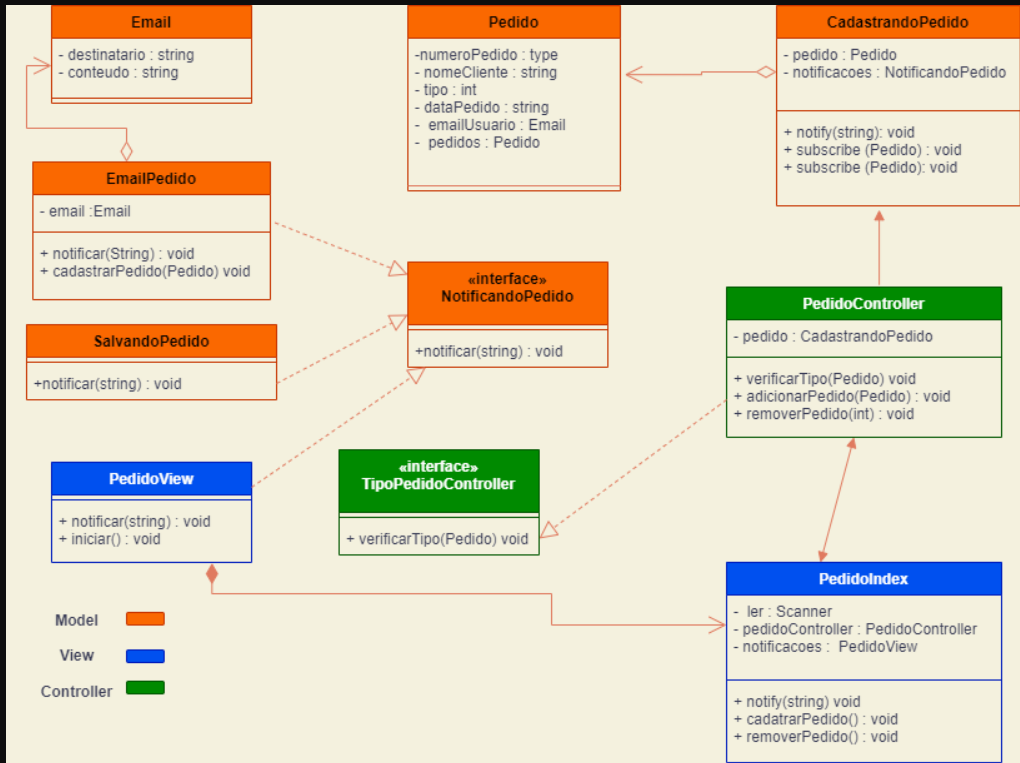 Email
- destinatario : string
- conteudo : string
Pedido
-numeroPedido : type
- nomeCliente : string
- tipo : int
- dataPedido : string
- emailUsuario : Email
- pedidos : Pedido
CadastrandoPedido
- pedido : Pedido
- notificacoes : NotificandoPedido
+ notify(string): void
+ subscribe (Pedido) : void
+ subscribe (Pedido): void
EmailPedido
- email :Email
+ notificar(String) : void
+ cadastrarPedido(Pedido) void
«interface»
NotificandoPedido
+notificar(string) : void
PedidoController
- pedido : CadastrandoPedido
+ verificarTipo(Pedido) void
+ adicionarPedido(Pedido) : void
+ removerPedido(int) : void
SalvandoPedido
+notificar(string) : void
PedidoView
+ notificar(string) : void
+ iniciar() : void
«interface»
TipoPedidoController
+ verificarTipo(Pedido) void
PedidoIndex
- ler : Scanner
- pedidoController : PedidoController
- notificacoes : PedidoView
+ notify(string) void
+ cadatrarPedido() : void
+ removerPedido() : void
Model
View
Controller